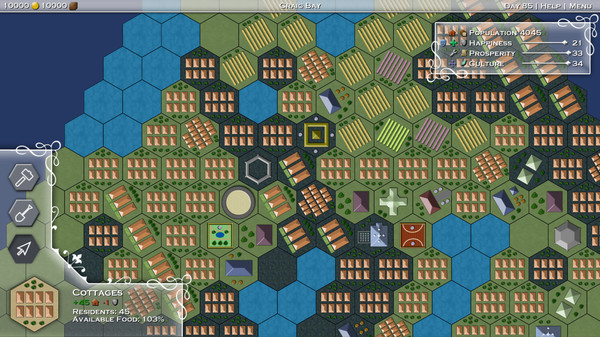 10000 10000
Craic Bay
Day 85 | Help | Menu
Population 4045
Happiness 21
Prosperity 33
Culture 34
Cottages
+45 -1
Residents: 45
Available Food: 103%